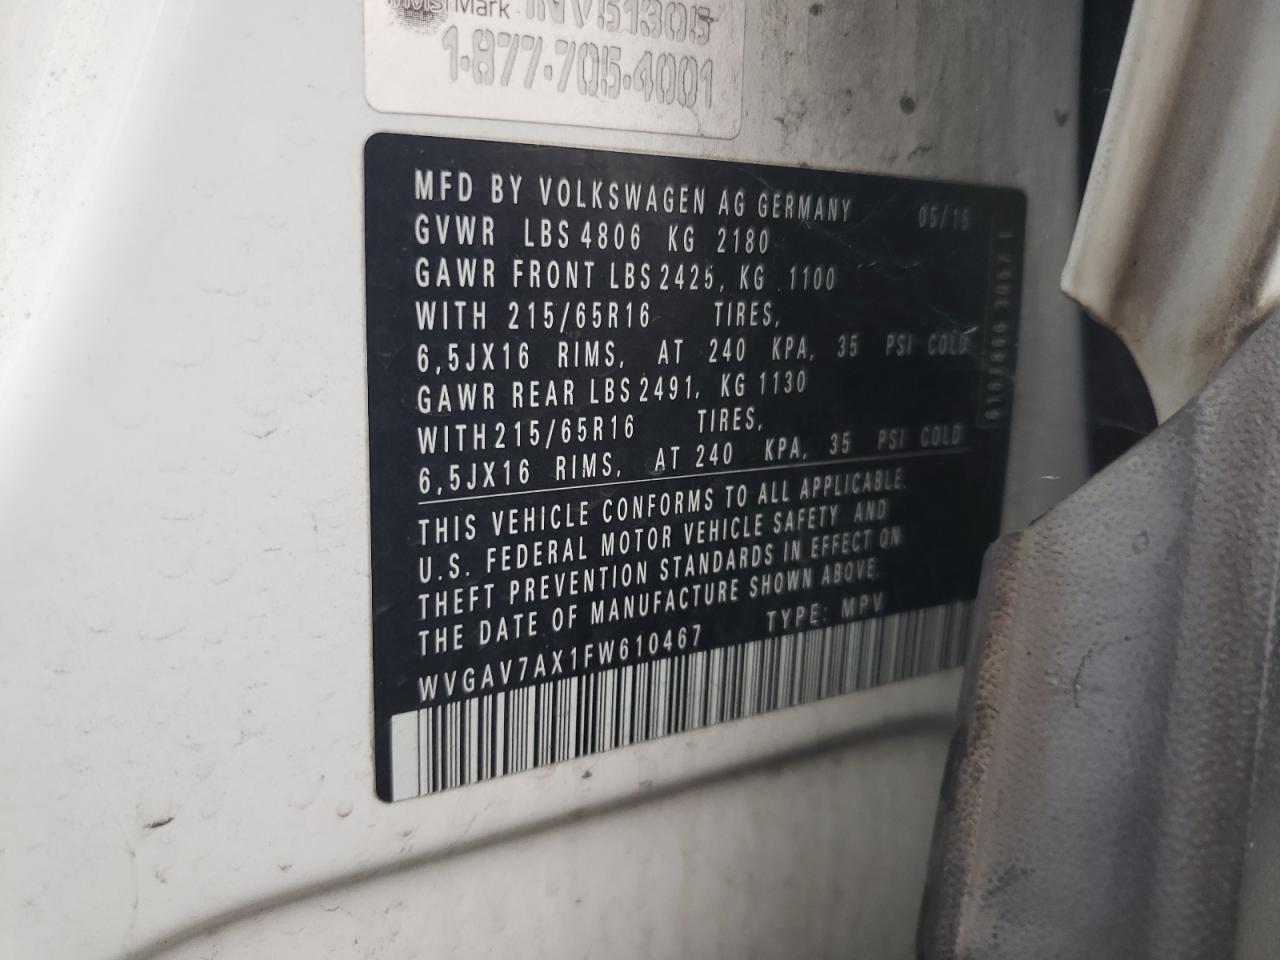 Mark INV51305
1-877-705-4001
MFD BY VOLKSWAGEN AG GERMANY 05/15
GVWR LBS 4806 KG 2180
GAWR FRONT LBS 2425, KG 1100
WITH 215/65R16 TIRES,
6,5JX16 RIMS, AT 240 KPA, 35 PSI COLD
GAWR REAR LBS 2491, KG 1130
WITH 215/65R16 TIRES,
6,5JX16 RIMS, AT 240 KPA, 35 PSI COLD
THIS VEHICLE CONFORMS TO ALL APPLICABLE
U.S. FEDERAL MOTOR VEHICLE SAFETY AND
THEFT PREVENTION STANDARDS IN EFFECT ON
THE DATE OF MANUFACTURE SHOWN ABOVE.
WVGAV7AX1FW610467 TYPE: MPV